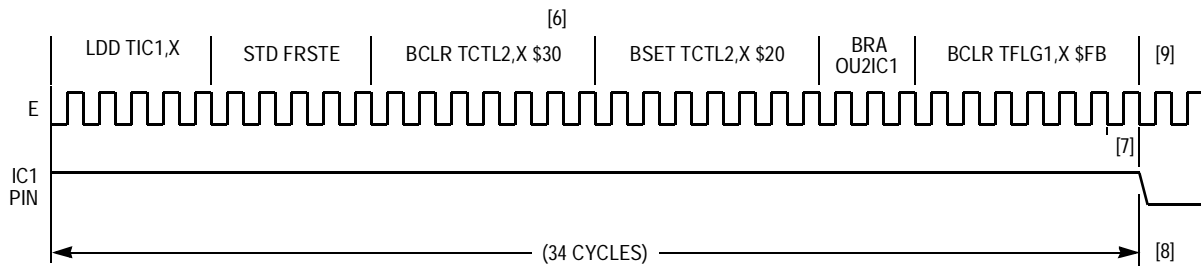 [6]
LDD TIC1,X
STD FRSTE
BCLR TCTL2,X $30
BSET TCTL2,X $20
BRA
OU2IC1
BCLR TFLG1,X $FB
[9]
E
[7]
IC1
PIN
(34 CYCLES)
[8]